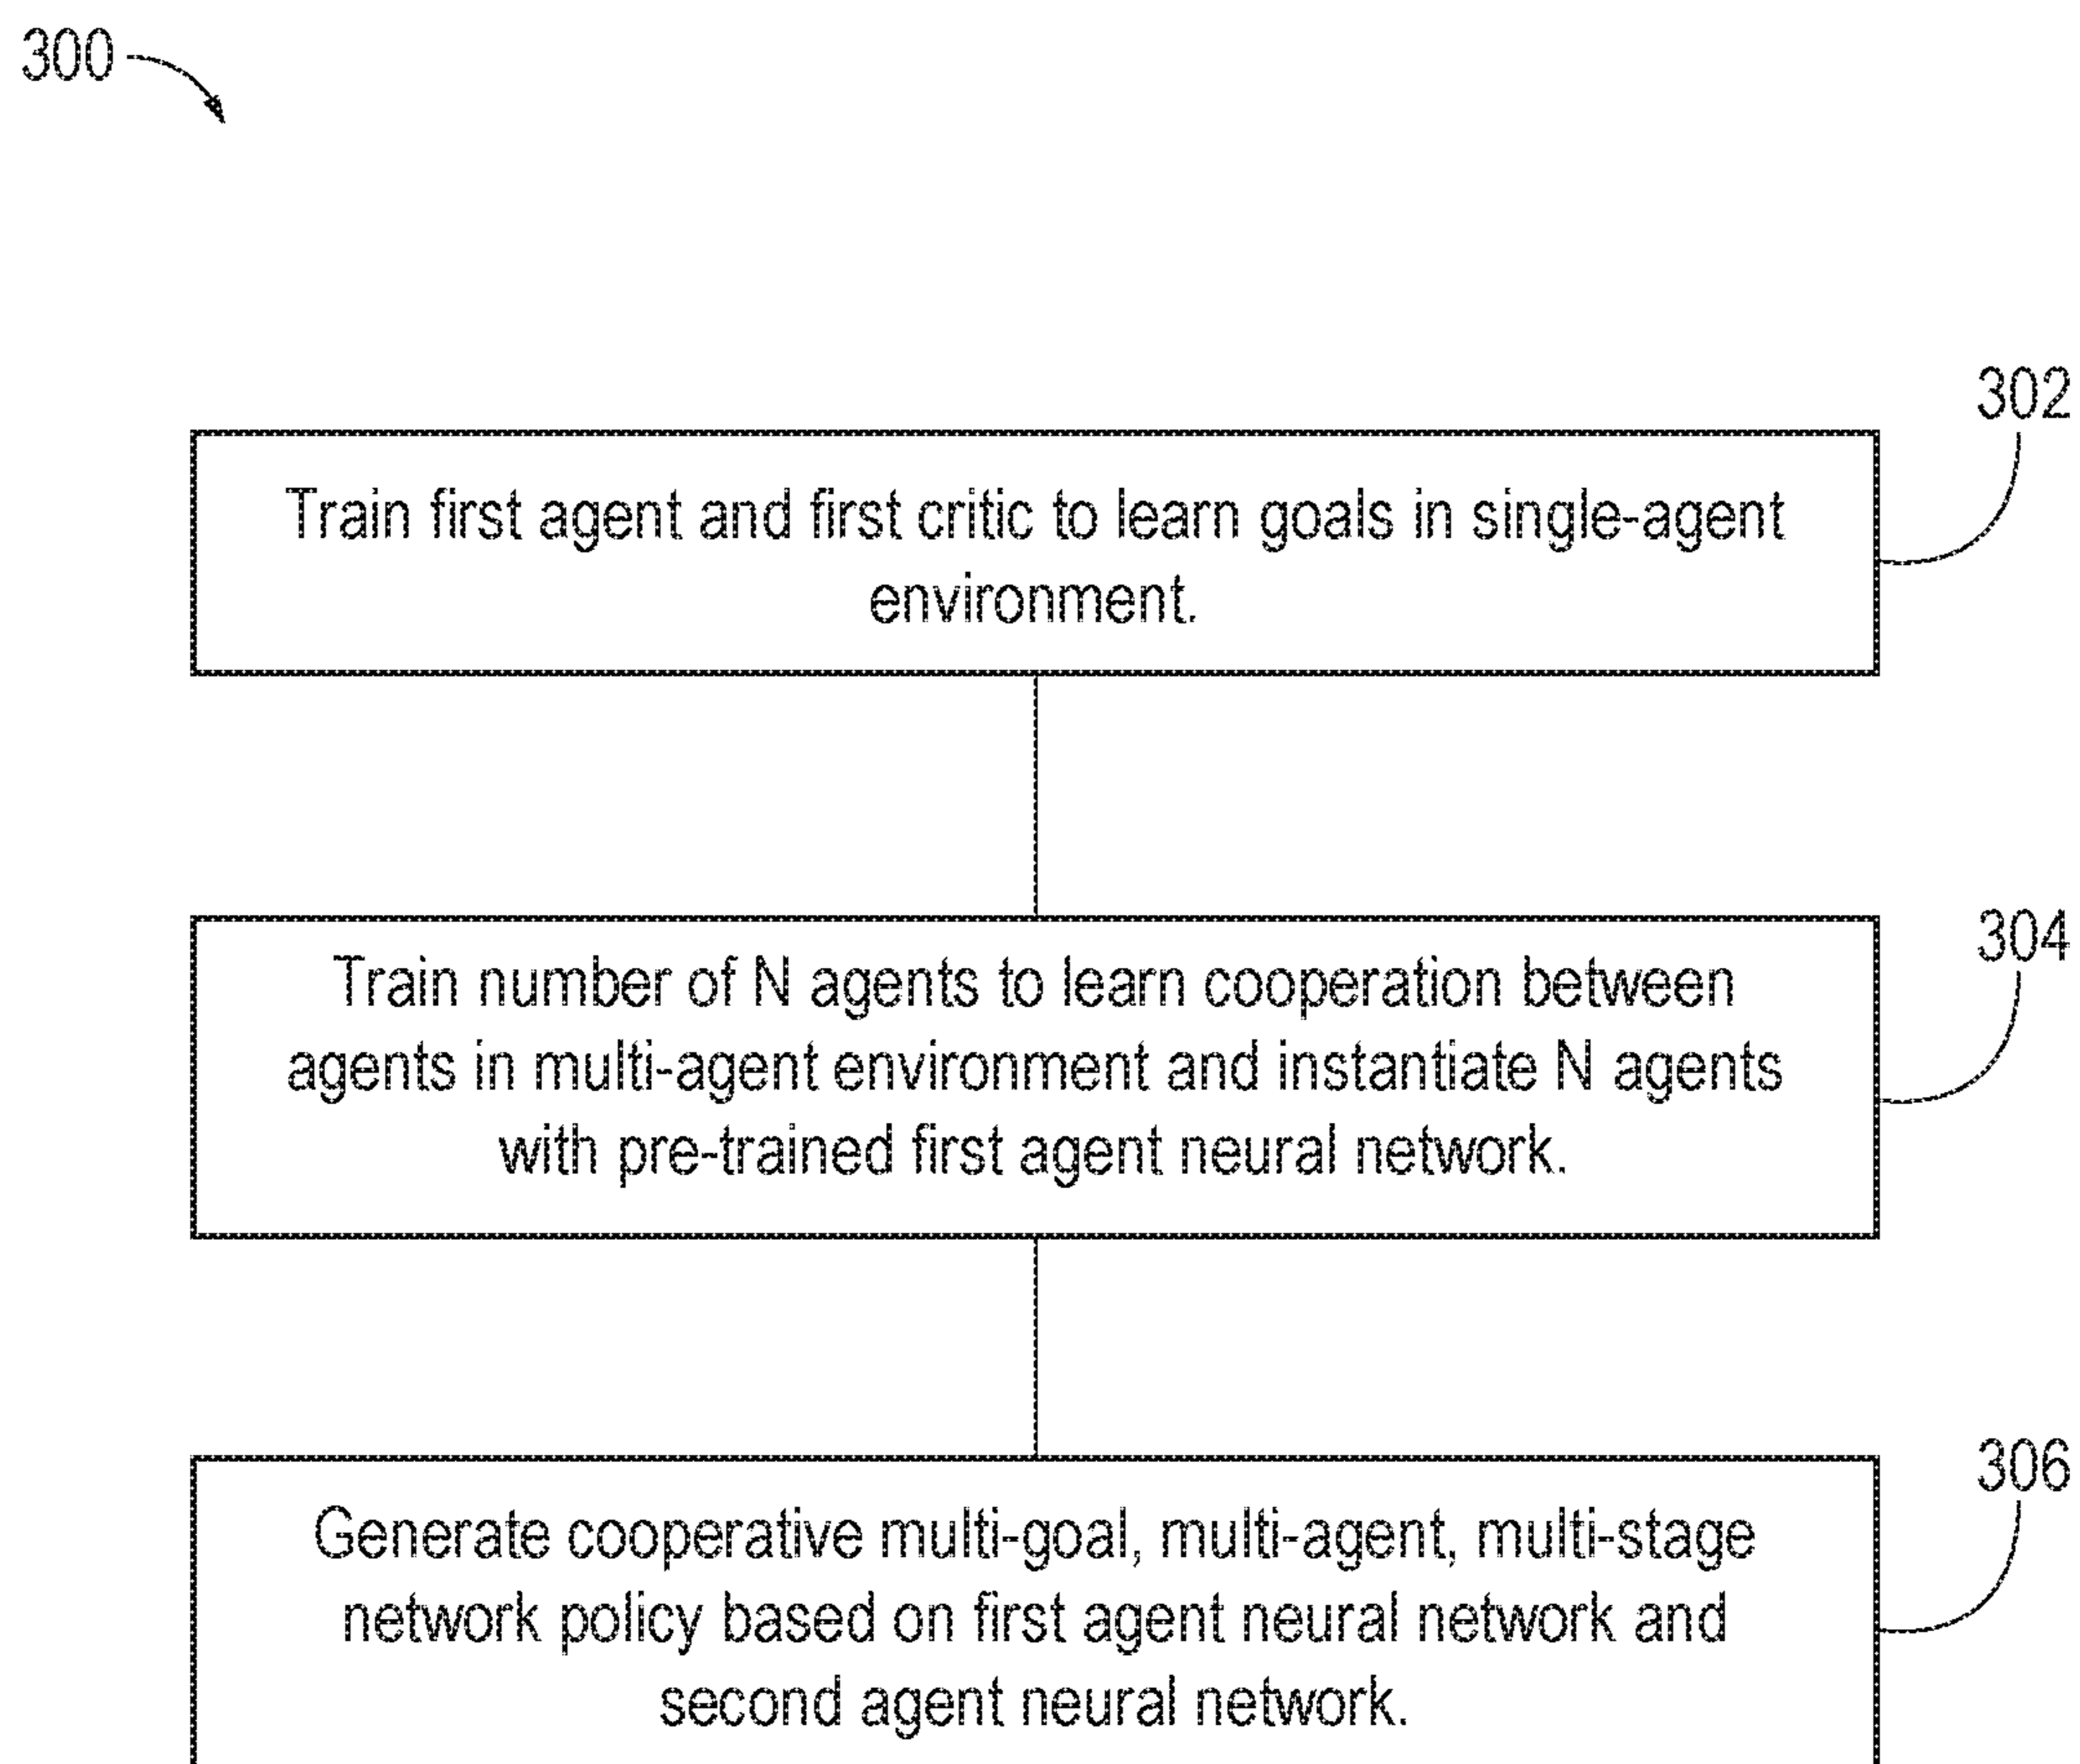 300
302
Train first agent and first critic to learn goals in single-agent
environment.
304
Train number of N agents to learn cooperation between
agents in multi-agent environment and instantiate N agents
with pre-trained first agent neural network.
306
Generate cooperative multi-goal, multi-agent, multi-stage
network policy based on first agent neural network and
second agent neural network.